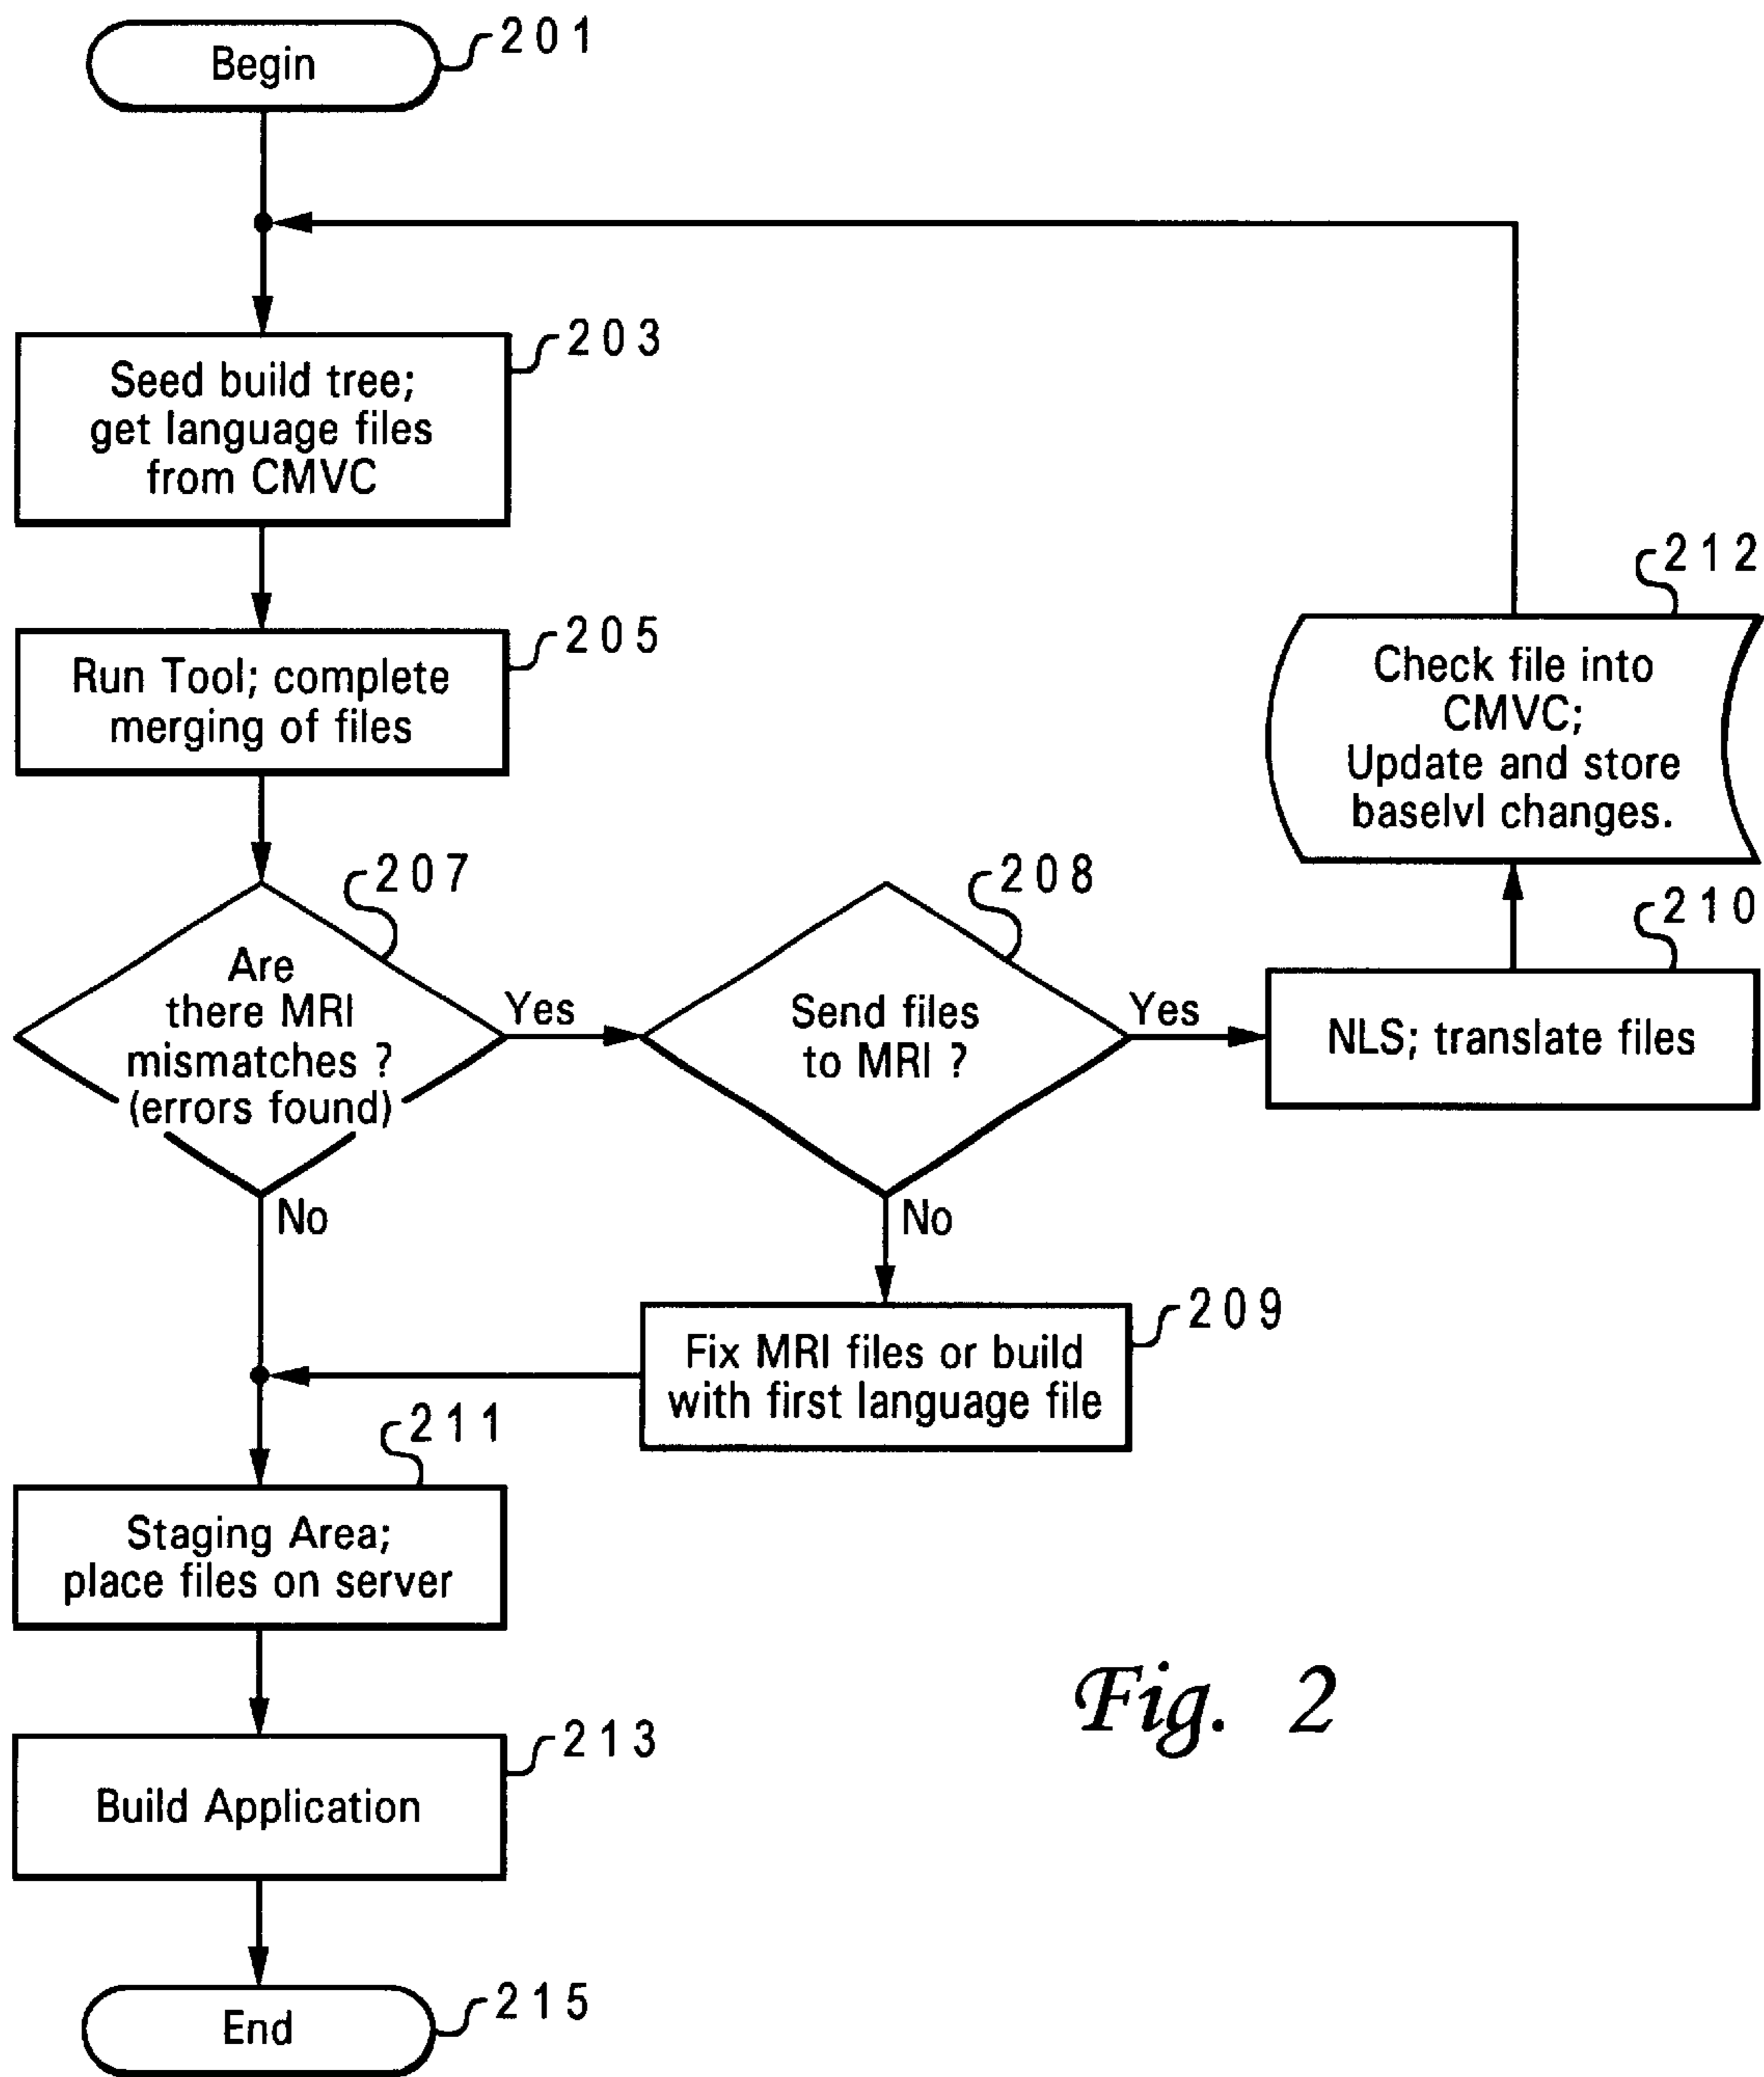 Begin
201
Seed build tree;
get language files
from CMVC
203
Run Tool; complete
merging of files
205
Are
there MRI
mismatches ?
(errors found)
207
Yes
No
Send files
to MRI ?
208
Yes
No
NLS; translate files
210
Check file into
CMVC;
Update and store
baselvl changes.
212
Fix MRI files or build
with first language file
209
Staging Area;
place files on server
211
Build Application
213
End
215
Fig. 2